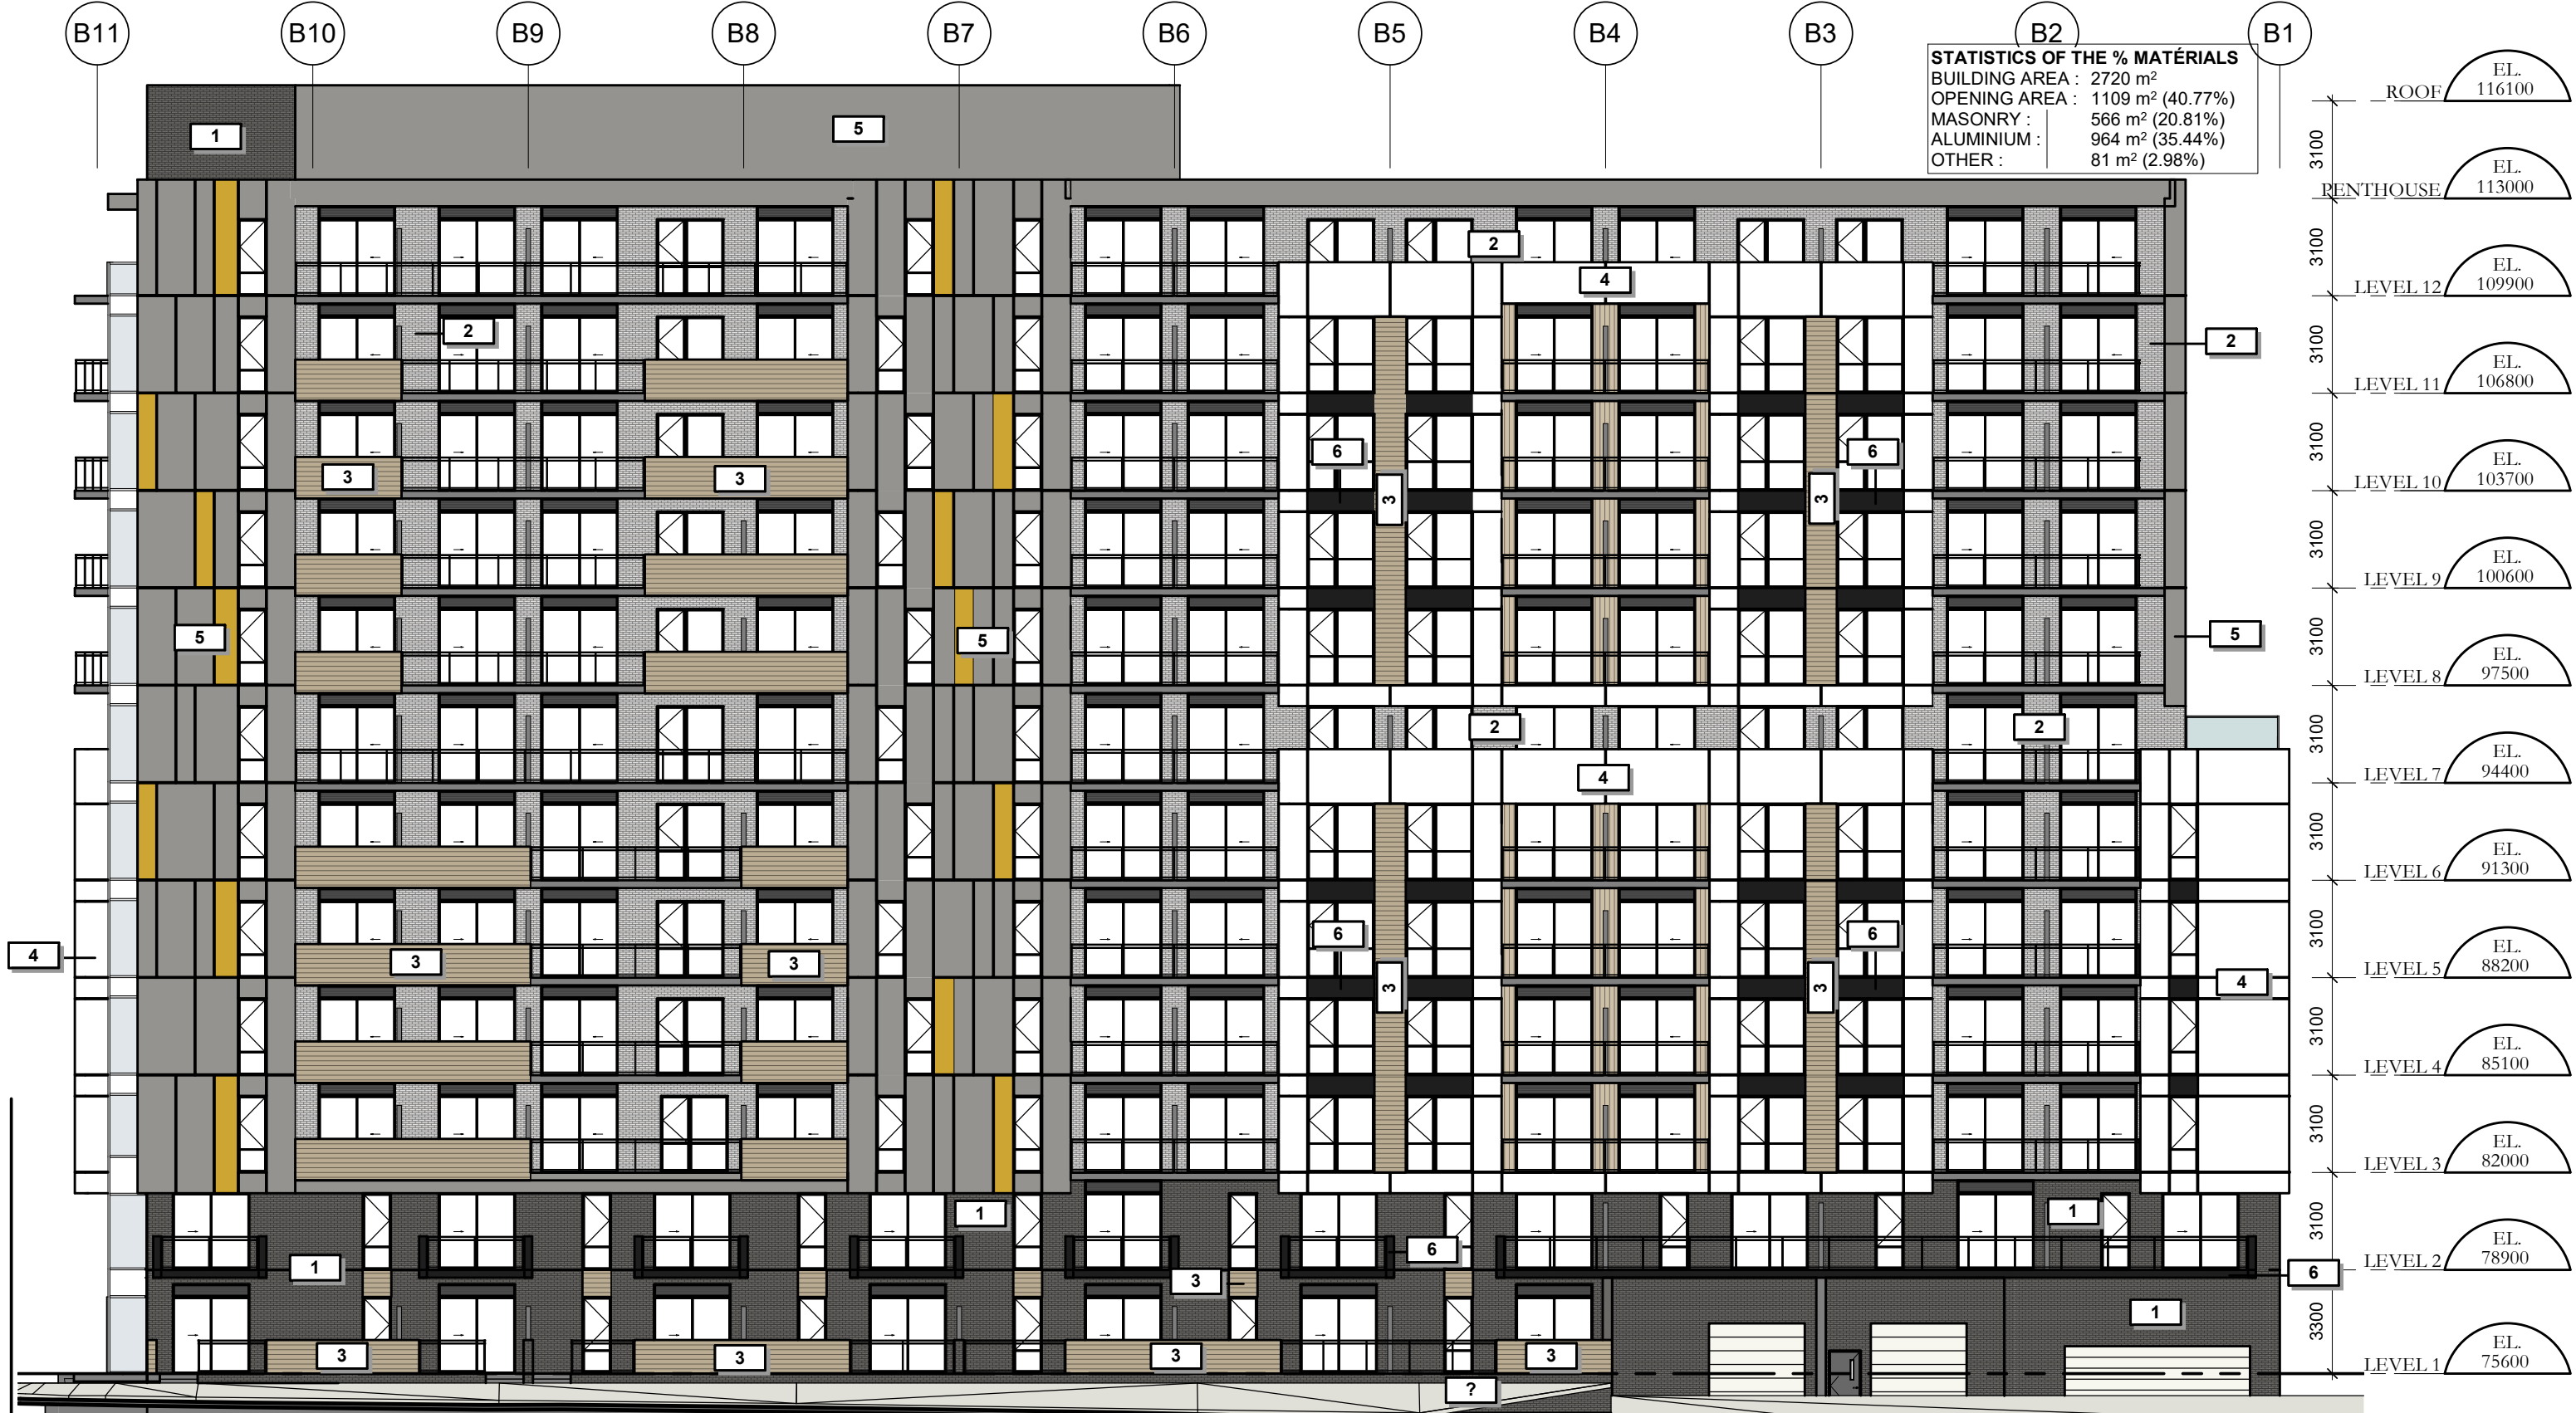 B11 B10 B9 B8 B7 B6 B5 B4 B3 B2 B1
STATISTICS OF THE % MATÉRIALS
BUILDING AREA : 2720 m²
OPENING AREA : 1109 m² (40.77%)
MASONRY : 566 m² (20.81%)
ALUMINIUM : 964 m² (35.44%)
OTHER : 81 m² (2.98%)
ROOF EL. 116100
3100
PENTHOUSE EL. 113000
3100
LEVEL 12 EL. 109900
3100
LEVEL 11 EL. 106800
3100
LEVEL 10 EL. 103700
3100
LEVEL 9 EL. 100600
3100
LEVEL 8 EL. 97500
3100
LEVEL 7 EL. 94400
3100
LEVEL 6 EL. 91300
3100
LEVEL 5 EL. 88200
3100
LEVEL 4 EL. 85100
3100
LEVEL 3 EL. 82000
3100
LEVEL 2 EL. 78900
3300
LEVEL 1 EL. 75600
1 5
2
4
2 2
6 6
3 3 3 3
5 5 5
2 2
4
6 6
4 3 3
3 3 4
1 1
6
1 3 6
1
3 3 3 3
?